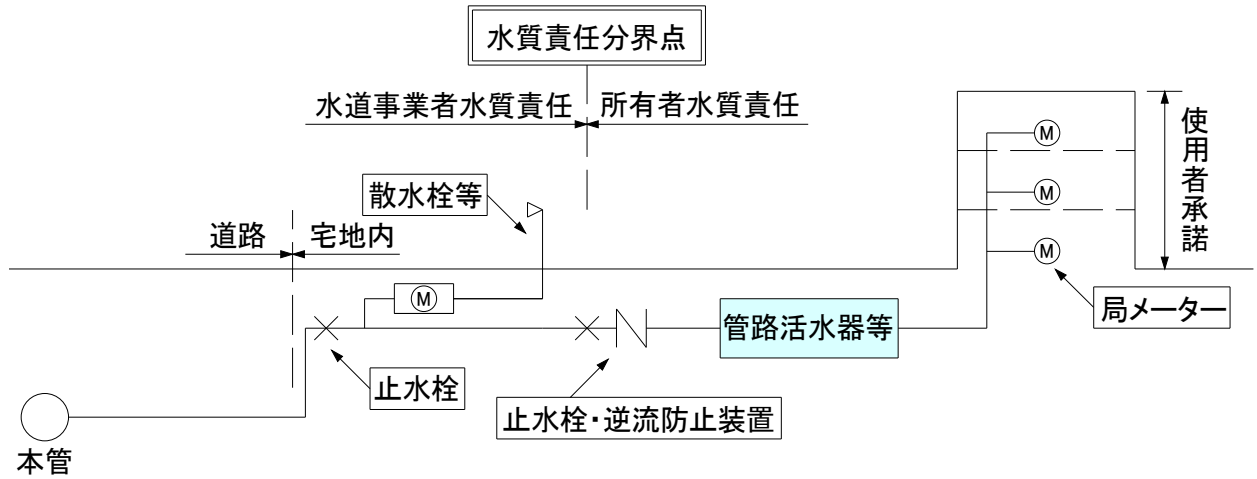 水質責任分界点
水道事業者水質責任
所有者水質責任
使用者承諾
散水栓等
道路
宅地内
M
M
M
M
局メーター
管路活水器等
止水栓
止水栓・逆流防止装置
本管